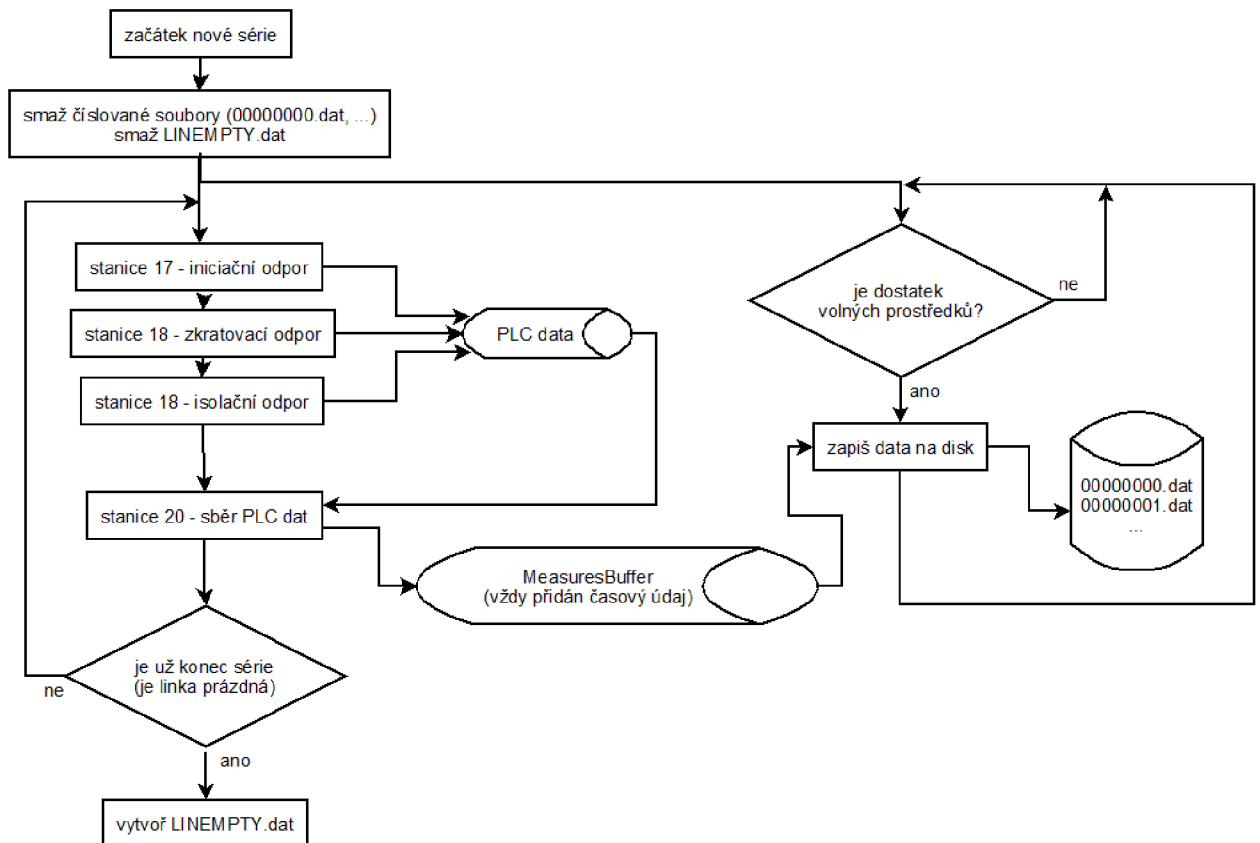 začátek nové série
smaž číslované soubory (00000000.dat, ...)
smaž LINEMPTY.dat
stanice 17 - iniciační odpor
stanice 18 - zkratovací odpor
stanice 18 - isolační odpor
PLC data
stanice 20 - sběr PLC dat
MeasuresBuffer
(vždy přidán časový údaj)
je už konec série
(je linka prázdná)
ne
ano
vytvoř LINEMPTY.dat
je dostatek
volných prostředků?
ne
ano
zapiš data na disk
00000000.dat
00000001.dat
...